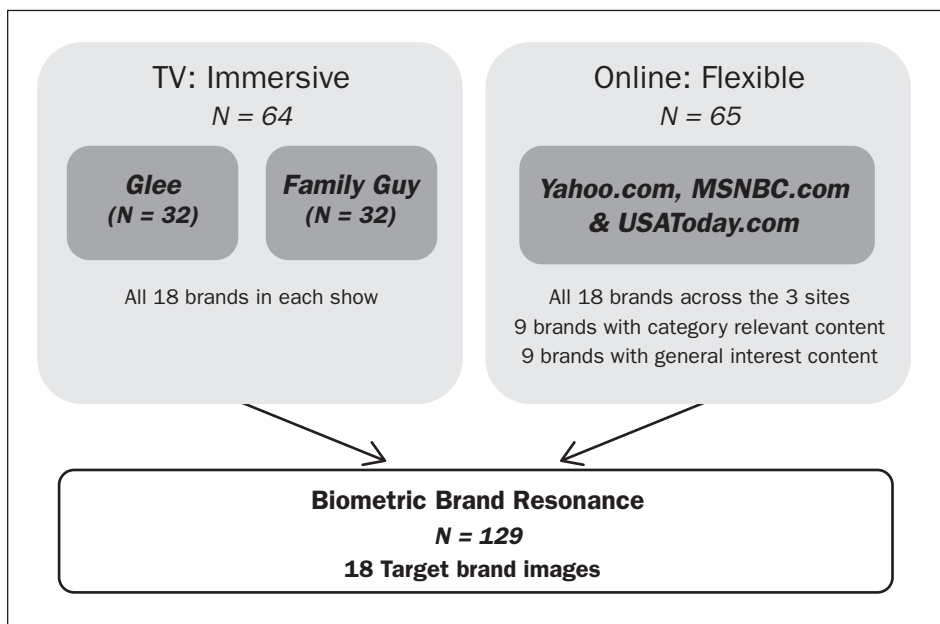 TV: Immersive
N = 64
Glee
(N = 32)
Family Guy
(N = 32)
All 18 brands in each show
Online: Flexible
N = 65
Yahoo.com, MSNBC.com
& USAToday.com
All 18 brands across the 3 sites
9 brands with category relevant content
9 brands with general interest content
Biometric Brand Resonance
N = 129
18 Target brand images